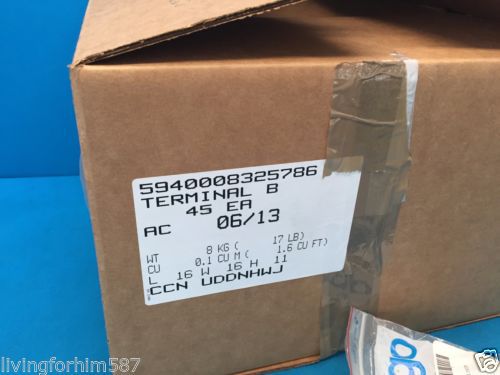 5940008325786
TERMINAL B
45 EA
AC 06/13
WT 8 KG ( 17 LB)
CU 0.1 CU M ( 1.6 CU FT)
L 16 W 16 H 11
CCN UDDNHWJ
livingforhim587